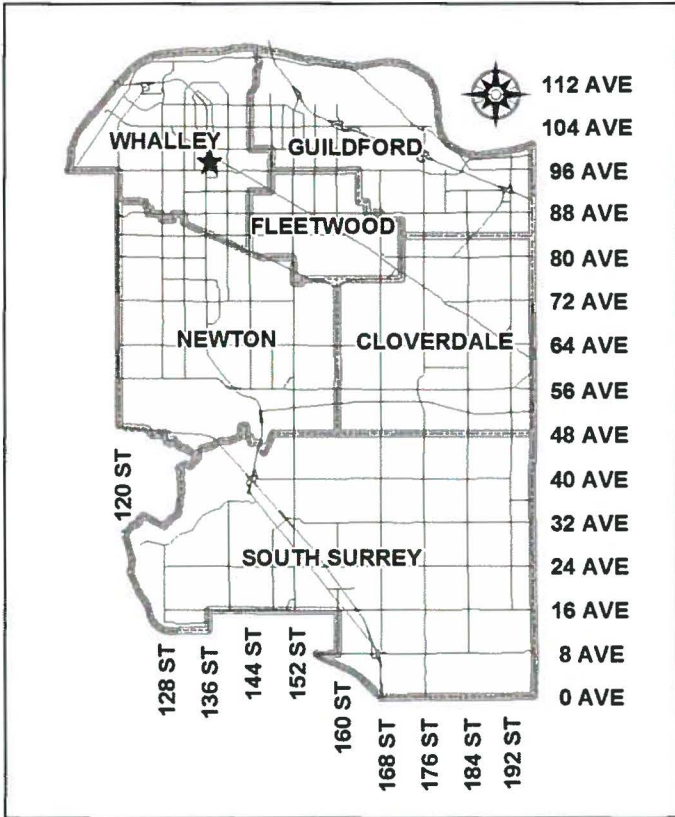 112 AVE
104 AVE
WHALLEY
GUILDFORD
96 AVE
88 AVE
FLEETWOOD
80 AVE
72 AVE
NEWTON
CLOVERDALE
64 AVE
56 AVE
48 AVE
120 ST
40 AVE
32 AVE
SOUTH SURREY
24 AVE
16 AVE
8 AVE
0 AVE
128 ST
136 ST
144 ST
152 ST
160 ST
168 ST
176 ST
184 ST
192 ST